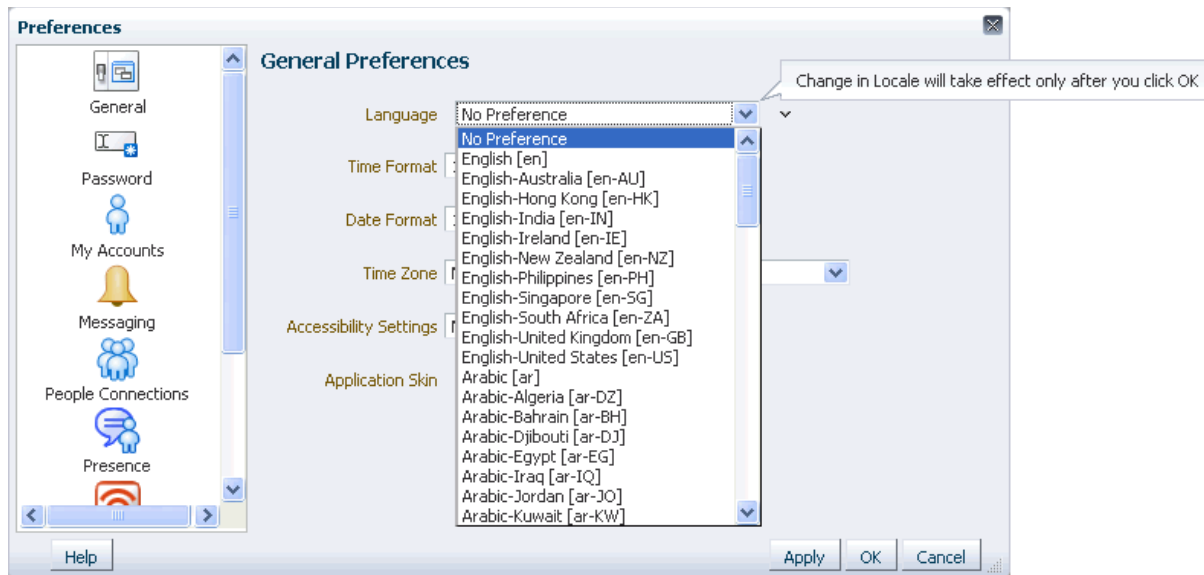 Preferences
General
Password
My Accounts
Messaging
People Connections
Presence
General Preferences
Change in Locale will take effect only after you click OK
Language No Preference
Time Format
Date Format
Time Zone
Accessibility Settings
Application Skin
No Preference
English [en]
English-Australia [en-AU]
English-Hong Kong [en-HK]
English-India [en-IN]
English-Ireland [en-IE]
English-New Zealand [en-NZ]
English-Philippines [en-PH]
English-Singapore [en-SG]
English-South Africa [en-ZA]
English-United Kingdom [en-GB]
English-United States [en-US]
Arabic [ar]
Arabic-Algeria [ar-DZ]
Arabic-Bahrain [ar-BH]
Arabic-Djibouti [ar-DJ]
Arabic-Egypt [ar-EG]
Arabic-Iraq [ar-IQ]
Arabic-Jordan [ar-JO]
Arabic-Kuwait [ar-KW]
Help
Apply OK Cancel